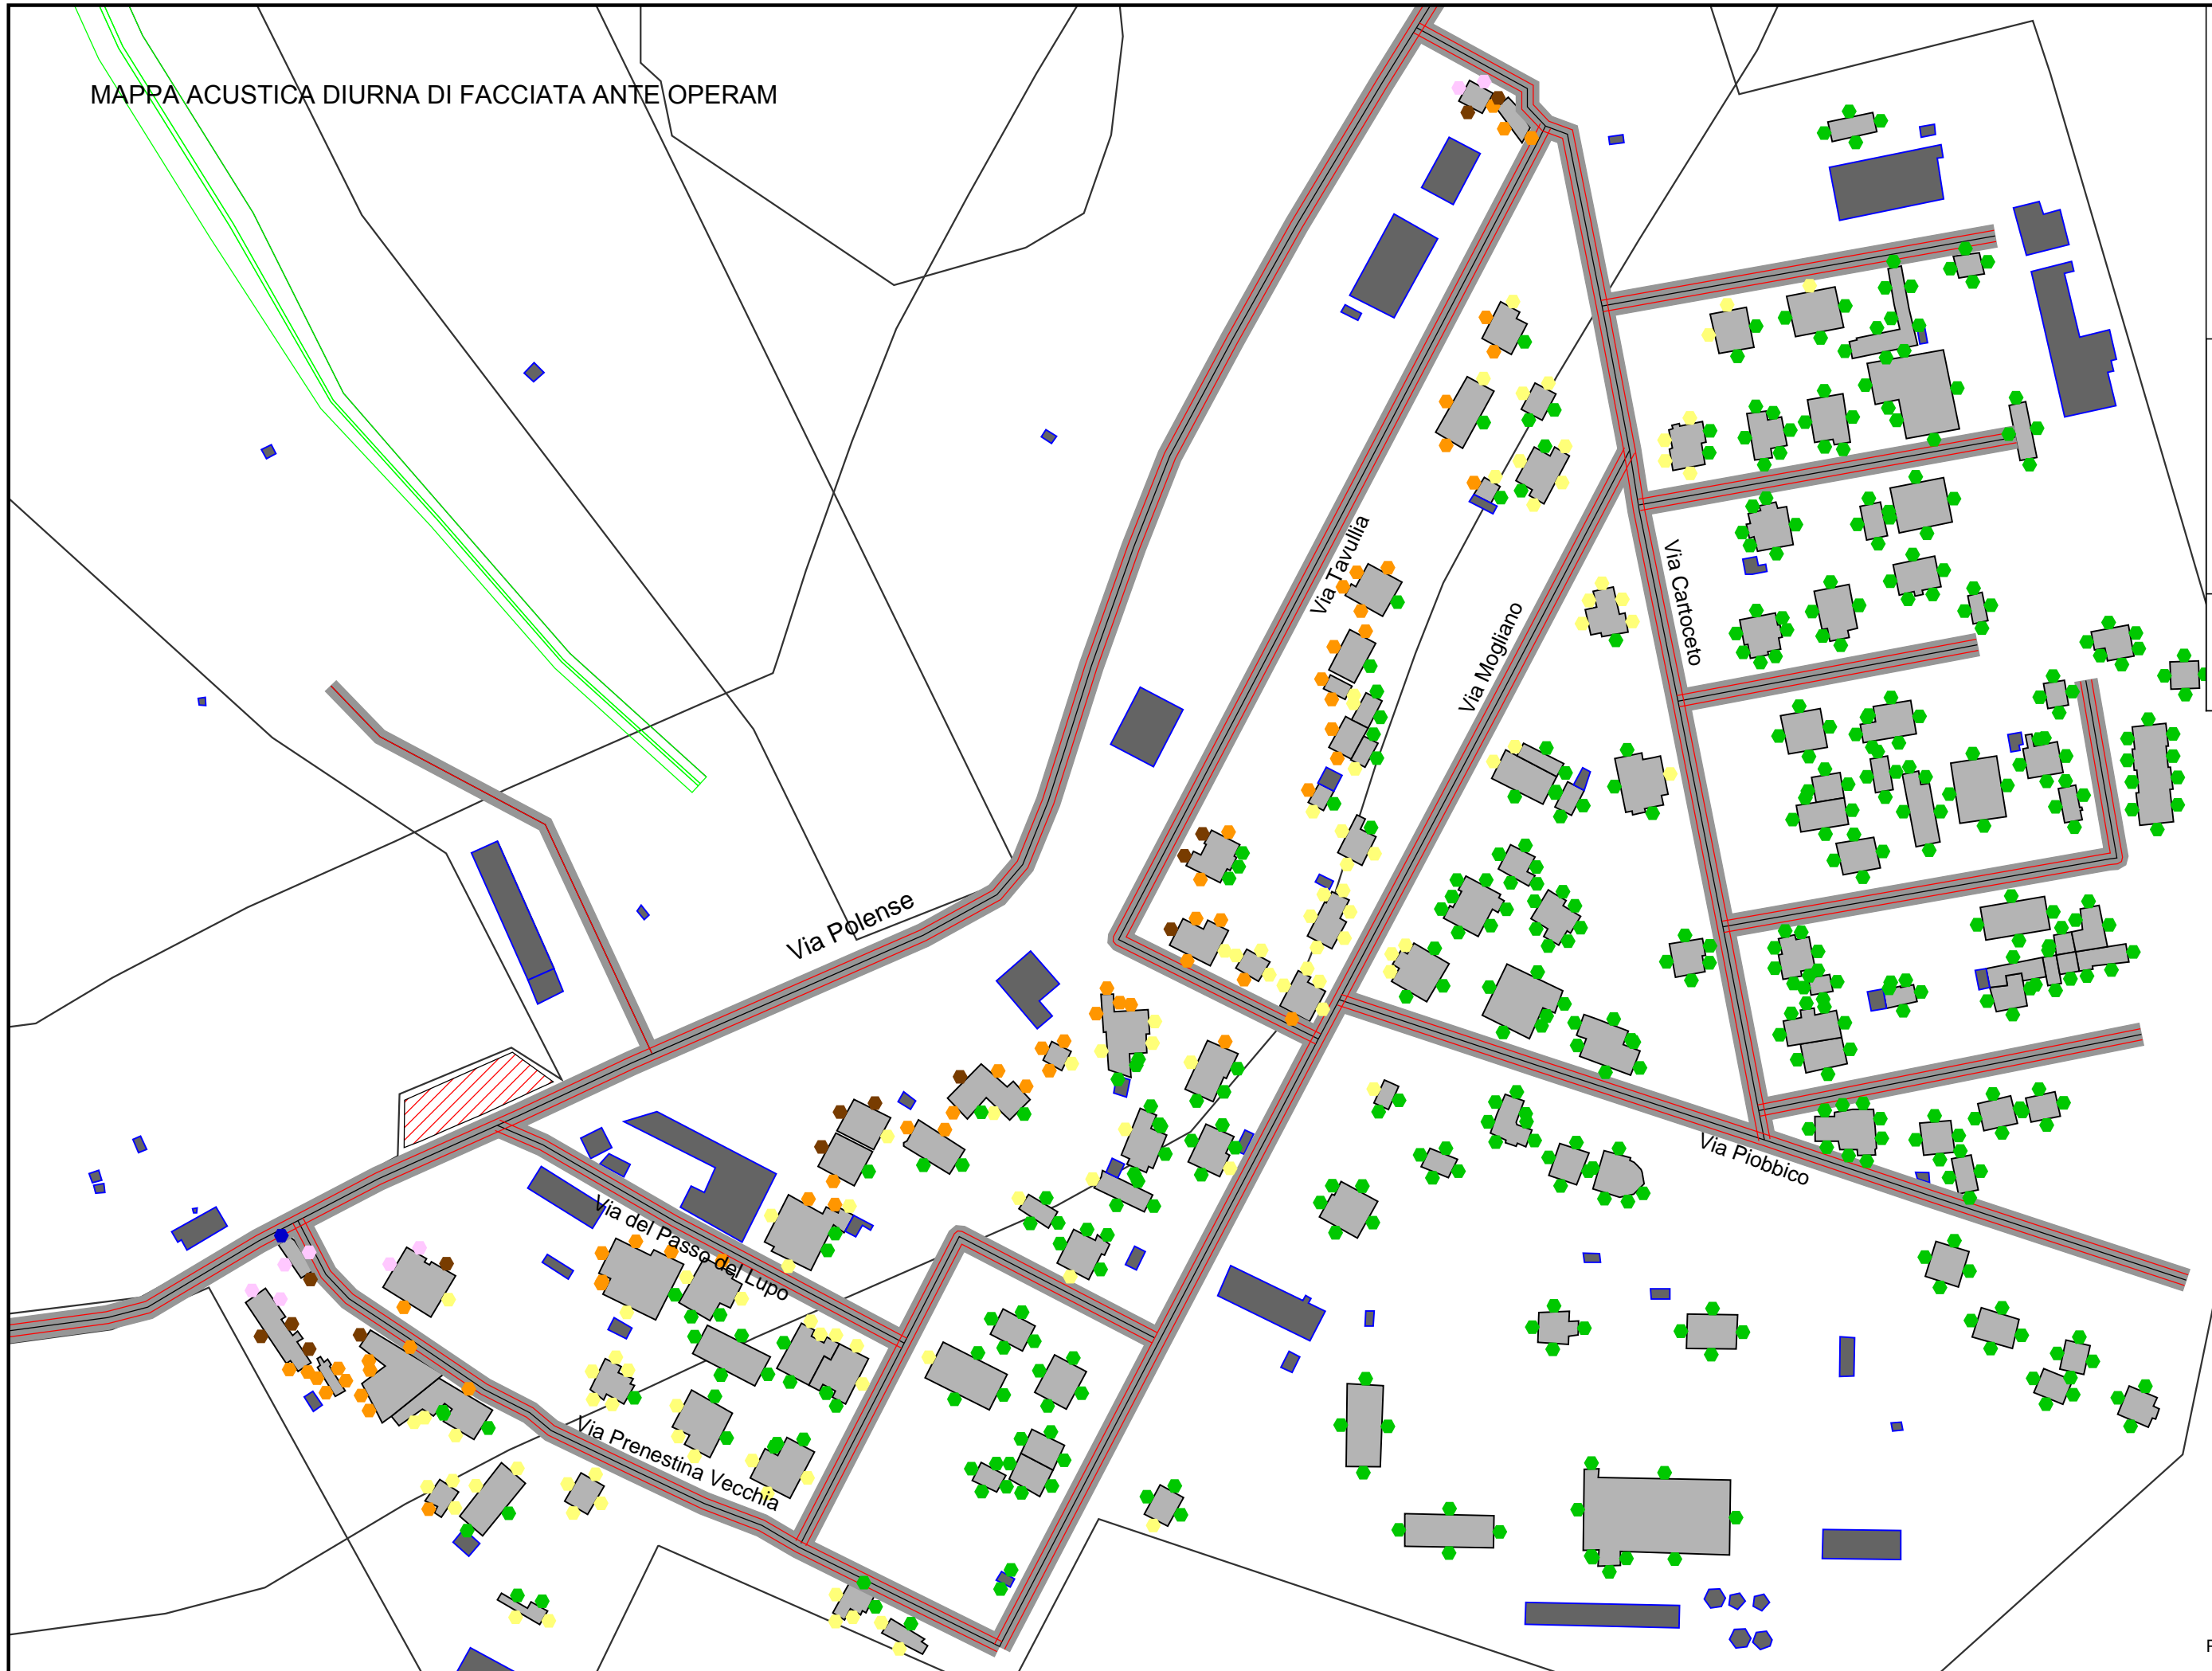 MAPPA ACUSTICA DIURNA DI FACCIATA ANTE OPERAM
Via Tavullia
Via Cartoceto
Via Mogliano
Via Polense
Via Piobbico
Via del Passo del Lupo
Via Prenestina Vecchia